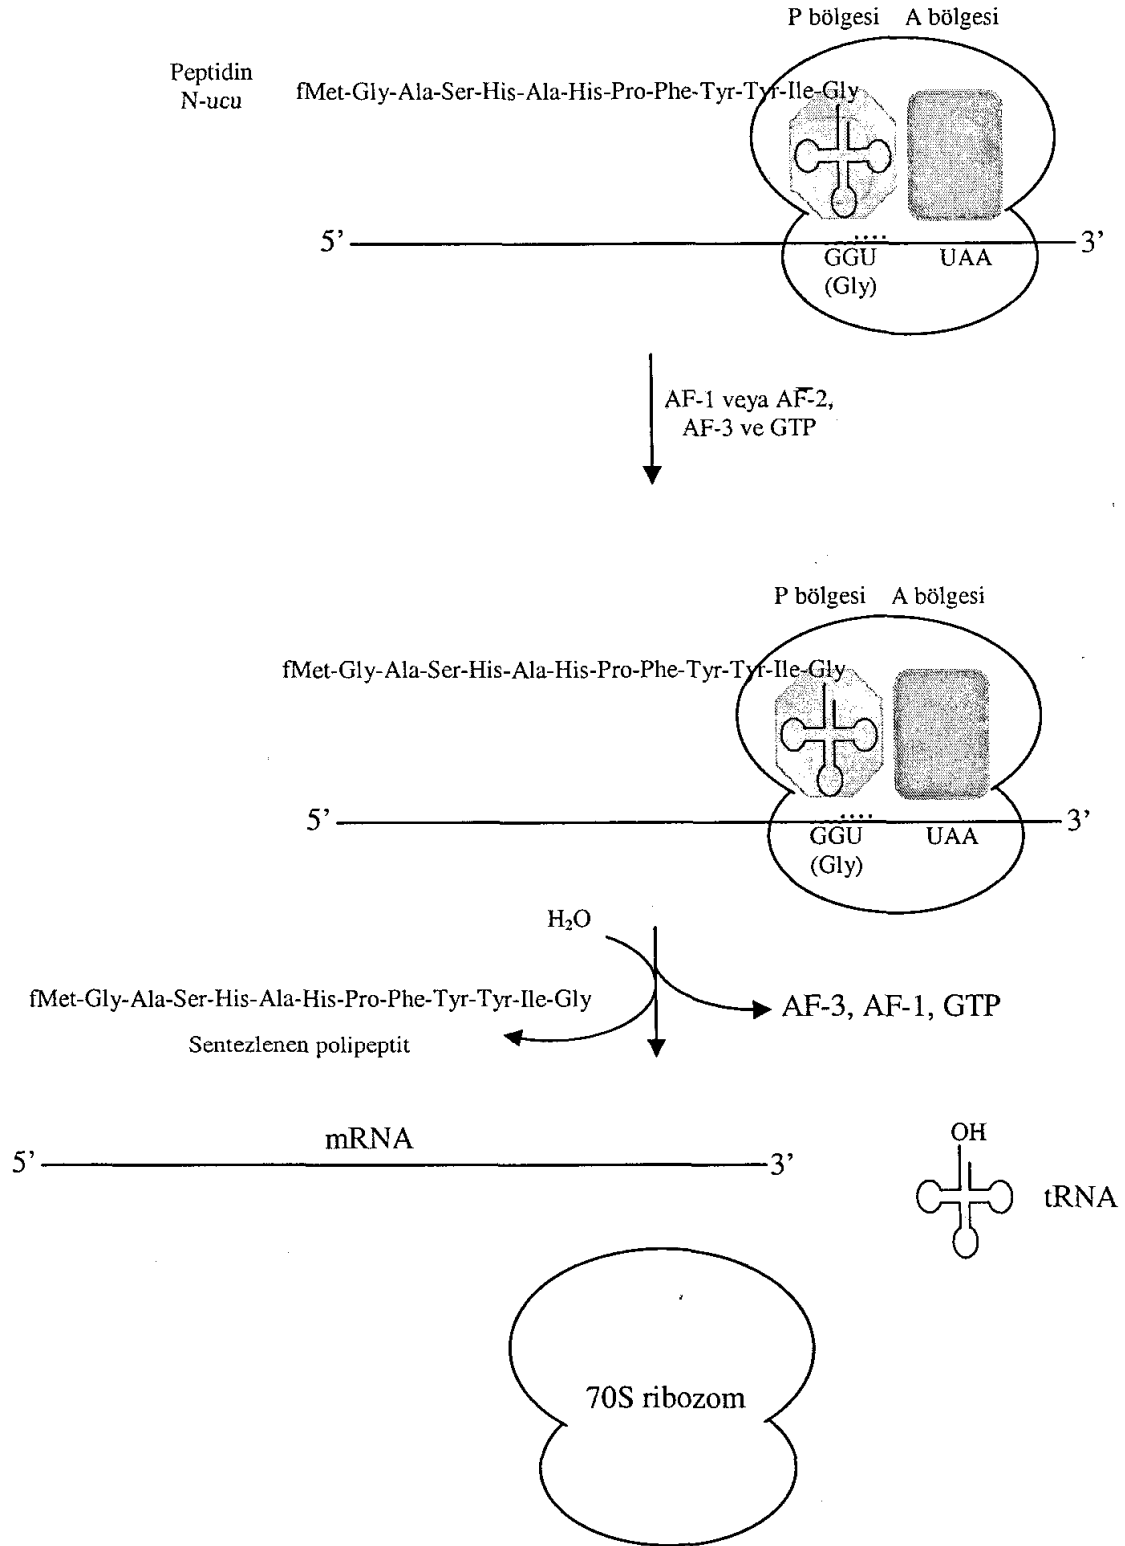 P bölgesi A bölgesi
Peptidin
N-ucu
fMet-Gly-Ala-Ser-His-Ala-His-Pro-Phe-Tyr-Tyr-Ile-Gly
5’ 3’
GGU UAA
(Gly)
AF-1 veya AF-2,
AF-3 ve GTP
P bölgesi A bölgesi
fMet-Gly-Ala-Ser-His-Ala-His-Pro-Phe-Tyr-Tyr-Ile-Gly
5’ 3’
GGU UAA
(Gly)
H₂O
fMet-Gly-Ala-Ser-His-Ala-His-Pro-Phe-Tyr-Tyr-Ile-Gly
AF-3, AF-1, GTP
Sentezlenen polipeptit
mRNA
5’ 3’
OH
tRNA
70S ribozom